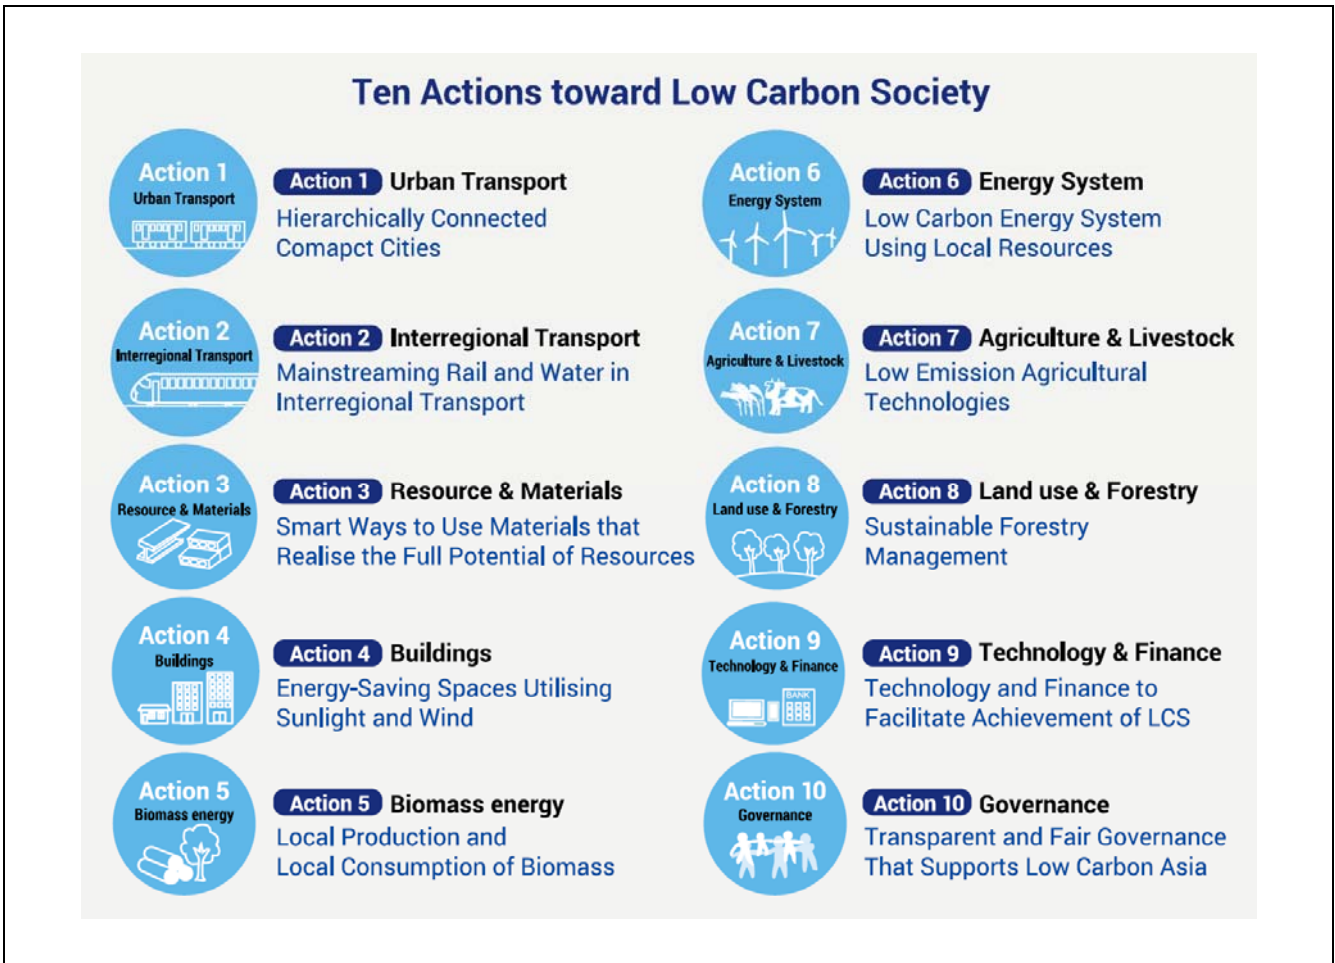 Ten Actions toward Low Carbon Society
Action 1
Urban Transport
Action 1 Urban Transport
Hierarchically Connected
Comapct Cities
Action 2
Interregional Transport
Action 2 Interregional Transport
Mainstreaming Rail and Water in
Interregional Transport
Action 3
Resource & Materials
Action 3 Resource & Materials
Smart Ways to Use Materials that
Realise the Full Potential of Resources
Action 4
Buildings
Action 4 Buildings
Energy-Saving Spaces Utilising
Sunlight and Wind
Action 5
Biomass energy
Action 5 Biomass energy
Local Production and
Local Consumption of Biomass
Action 6
Energy System
Action 6 Energy System
Low Carbon Energy System
Using Local Resources
Action 7
Agriculture & Livestock
Action 7 Agriculture & Livestock
Low Emission Agricultural
Technologies
Action 8
Land use & Forestry
Action 8 Land use & Forestry
Sustainable Forestry
Management
Action 9
Technology & Finance
BANK
Action 9 Technology & Finance
Technology and Finance to
Facilitate Achievement of LCS
Action 10
Governance
Action 10 Governance
Transparent and Fair Governance
That Supports Low Carbon Asia